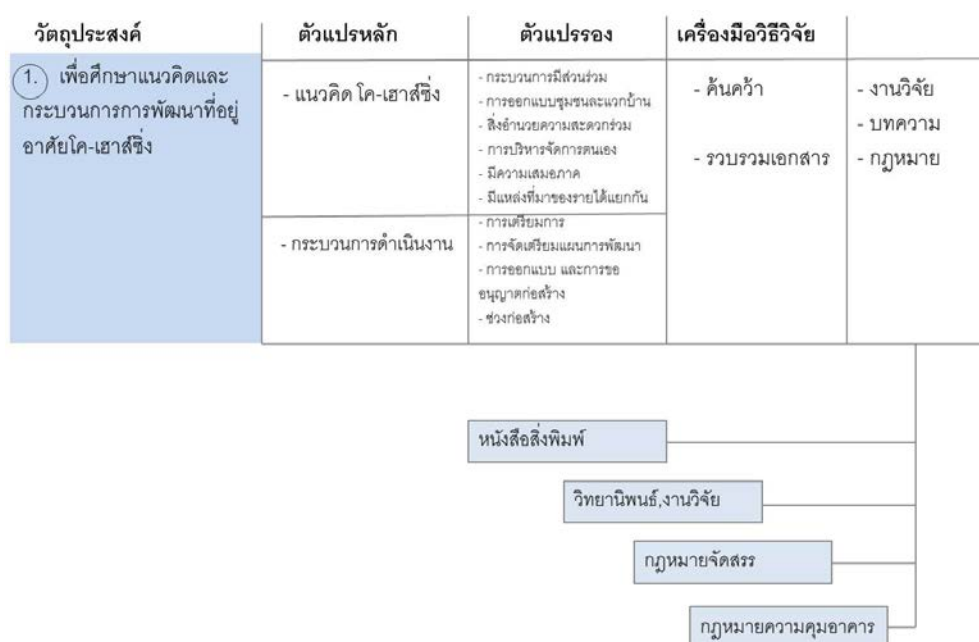 วัตถุประสงค์
ตัวแปรหลัก
ตัวแปรรอง
เครื่องมือวิธีวิจัย
1. เพื่อศึกษาแนวคิดและ
กระบวนการการพัฒนาที่อยู่
อาศัยโค-เฮาส์ซิ่ง
- แนวคิด โค-เฮาส์ซิ่ง
- กระบวนการมีส่วนร่วม
- การออกแบบชุมชนละแวกบ้าน
- สิ่งอำนวยความสะดวกร่วม
- การบริหารจัดการตนเอง
- มีความเสมอภาค
- มีแหล่งที่มาของรายได้แยกกัน
- ค้นคว้า
- รวบรวมเอกสาร
- งานวิจัย
- บทความ
- กฎหมาย
- กระบวนการดำเนินงาน
- การเตรียมการ
- การจัดเตรียมแผนการพัฒนา
- การออกแบบ และการขอ
อนุญาตก่อสร้าง
- ช่วงก่อสร้าง
หนังสือสิ่งพิมพ์
วิทยานิพนธ์,งานวิจัย
กฎหมายจัดสรร
กฎหมายความคุมอาคาร